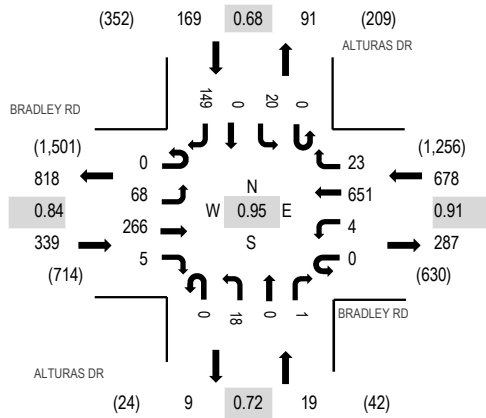 (352) 169 0.68 91 (209)
ALTURAS DR
149 0 20 0
BRADLEY RD
(1,501) (1,256)
0 23
818 678
68 N 651
0.84 266 W 0.95 E 4 0.91
339 S 287
5 0
(714) (630)
0 18 0 1
BRADLEY RD
ALTURAS DR
(24) 9 0.72 19 (42)